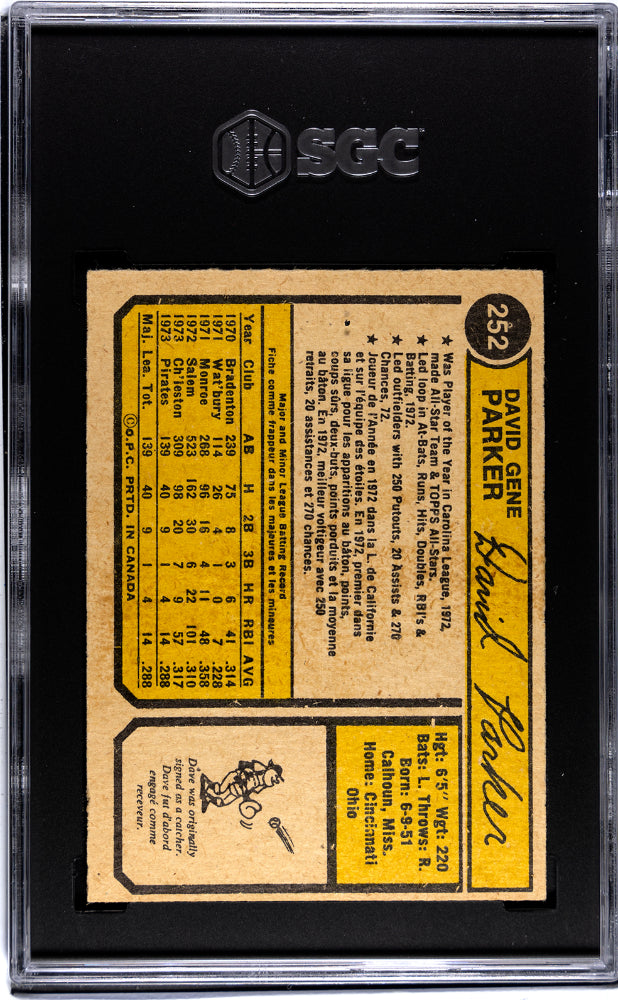 SGC
252
DAVID GENE
PARKER
David Parker
★ Was Player of the Year in Carolina League, 1972,
made All-Star Team & TOPPS All-Stars.
★ Led loop in At-Bats, Runs, Hits, Doubles, RBI's &
Batting, 1972.
★ Led outfielders with 250 Putouts, 20 Assists & 270
Chances, 72.
★ Joueur de l'Année en 1972 dans la L. de Californie
et sur l'équipe des étoiles. En 1972, premier dans
sa ligue pour les apparitions au bâton, points,
coups sûrs, deux-buts, points porduits et la moyenne
au bâton. En 1972, meilleur voltigeur avec 250
retraits, 20 assistances et 270 chances.
Hgt: 6'5" Wgt: 220
Bats: L. Throws: R.
Born: 6-9-51
Calhoun, Miss.
Home: Cincinnati
Ohio
Major and Minor League Batting Record
Fiche comme frappeur dans les majeures et les mineures
Year Club AB H 2B 3B HR RBI AVG
1970 Bradenton 239 75 8 3 6 41 .314
1971 Wat'bury 114 26 4 1 0 7 .228
1971 Monroe 268 96 16 4 11 48 .358
1972 Salem 523 162 30 6 22 101 .310
1973 Ch'leston 309 98 20 7 9 57 .317
1973 Pirates 139 40 9 1 4 14 .288
Maj. Lea. Tot. 139 40 9 1 4 14 .288
©O.P.C. PRTD. IN CANADA
Dave was originally
signed as a catcher.
Dave fut d'abord
engagé comme
receveur.